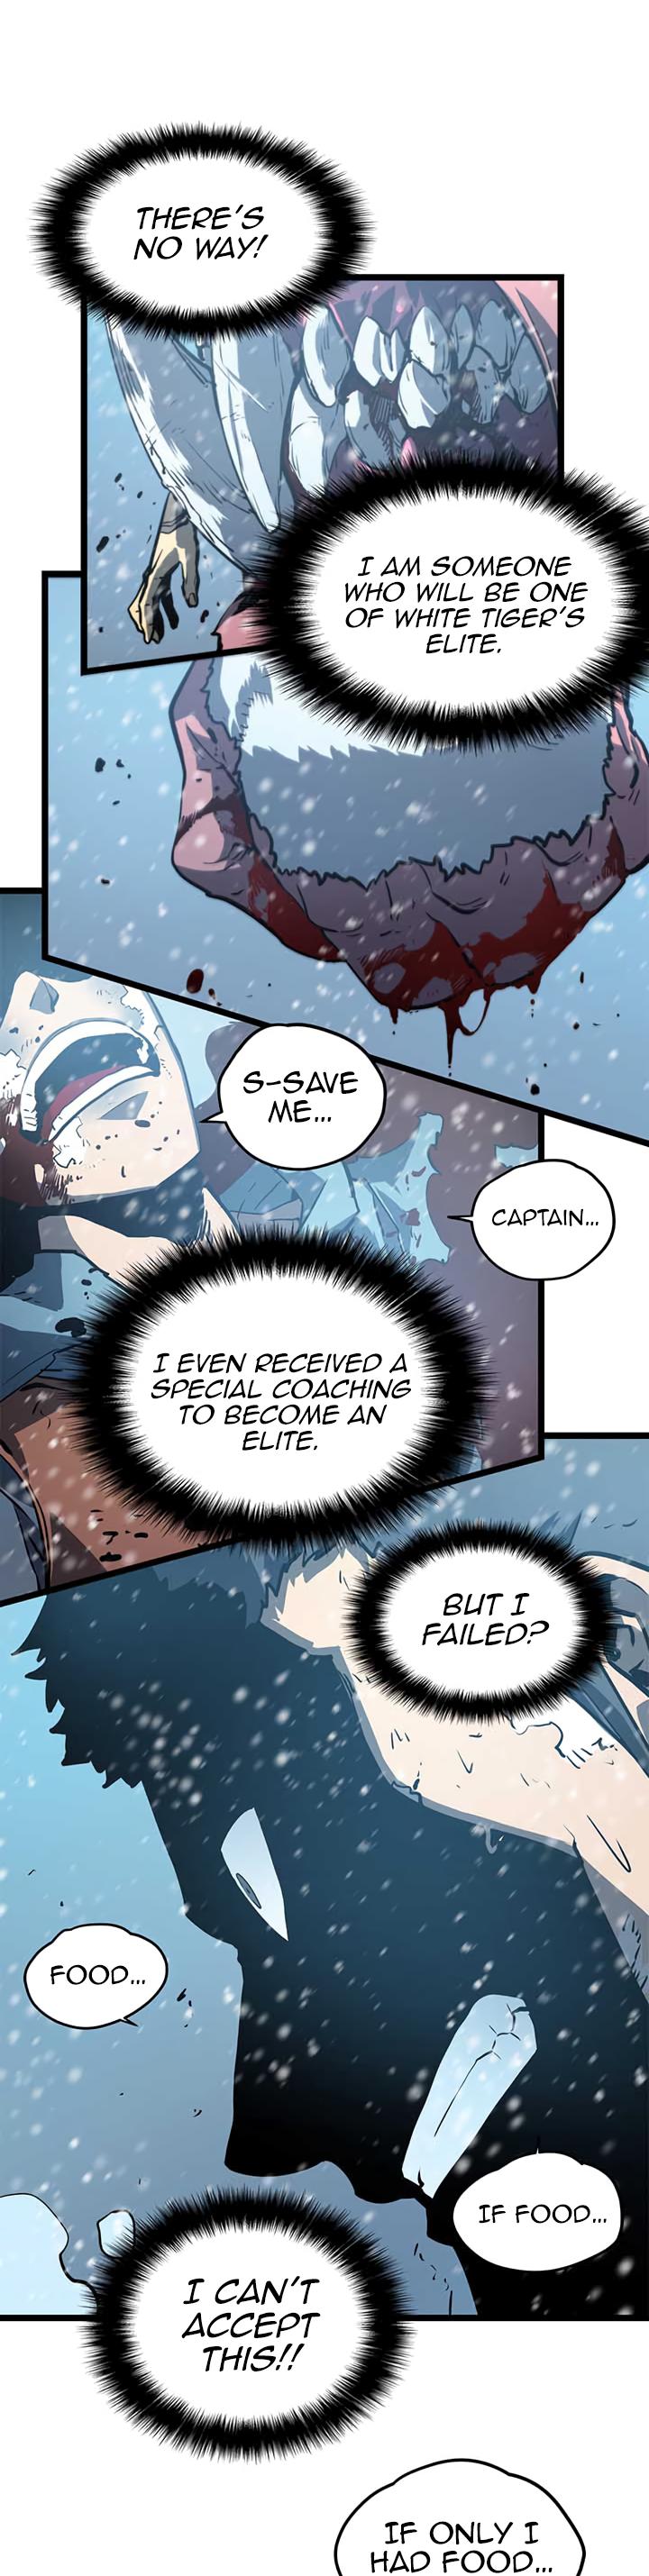 THERE'S
NO WAY!
I AM SOMEONE
WHO WILL BE ONE
OF WHITE TIGER'S
ELITE.
S-SAVE
ME...
CAPTAIN...
I EVEN RECEIVED A
SPECIAL COACHING
TO BECOME AN
ELITE.
BUT I
FAILED?
FOOD...
IF FOOD...
I CAN'T
ACCEPT
THIS!!
IF ONLY I
HAD FOOD...